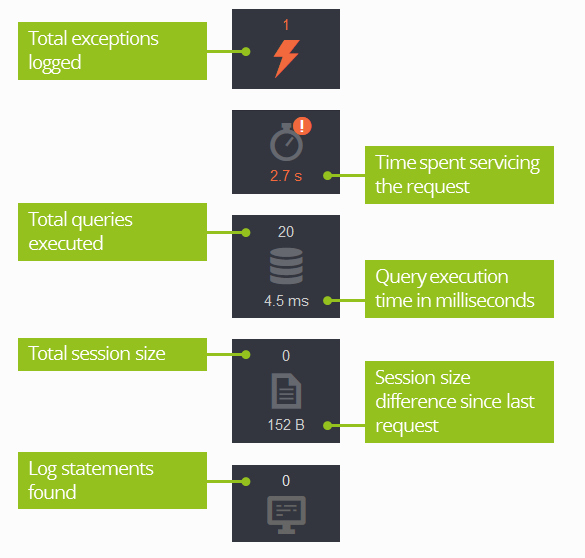 1
Total exceptions
logged
!
2.7 s
Time spent servicing
the request
Total queries
executed
20
4.5 ms
Query execution
time in milliseconds
Total session size
0
152 B
Session size
difference since last
request
Log statements
found
0